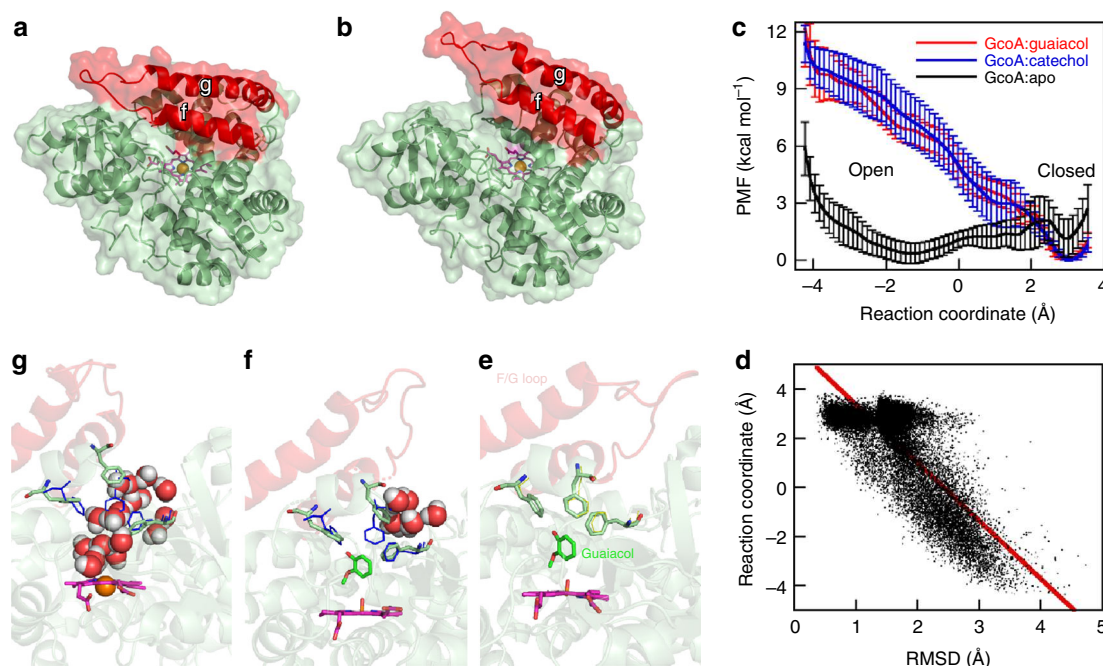 a
g
f
b
g
f
c
PMF (kcal mol⁻¹)
12
9
6
3
0
GcoA:guaiacol
GcoA:catechol
GcoA:apo
Open
Closed
–4
–2
0
2
4
Reaction coordinate (Å)
g
f
Guaiacol
e
F/G loop
d
Reaction coordinate (Å)
4
2
0
–2
–4
0
1
2
3
4
5
RMSD (Å)